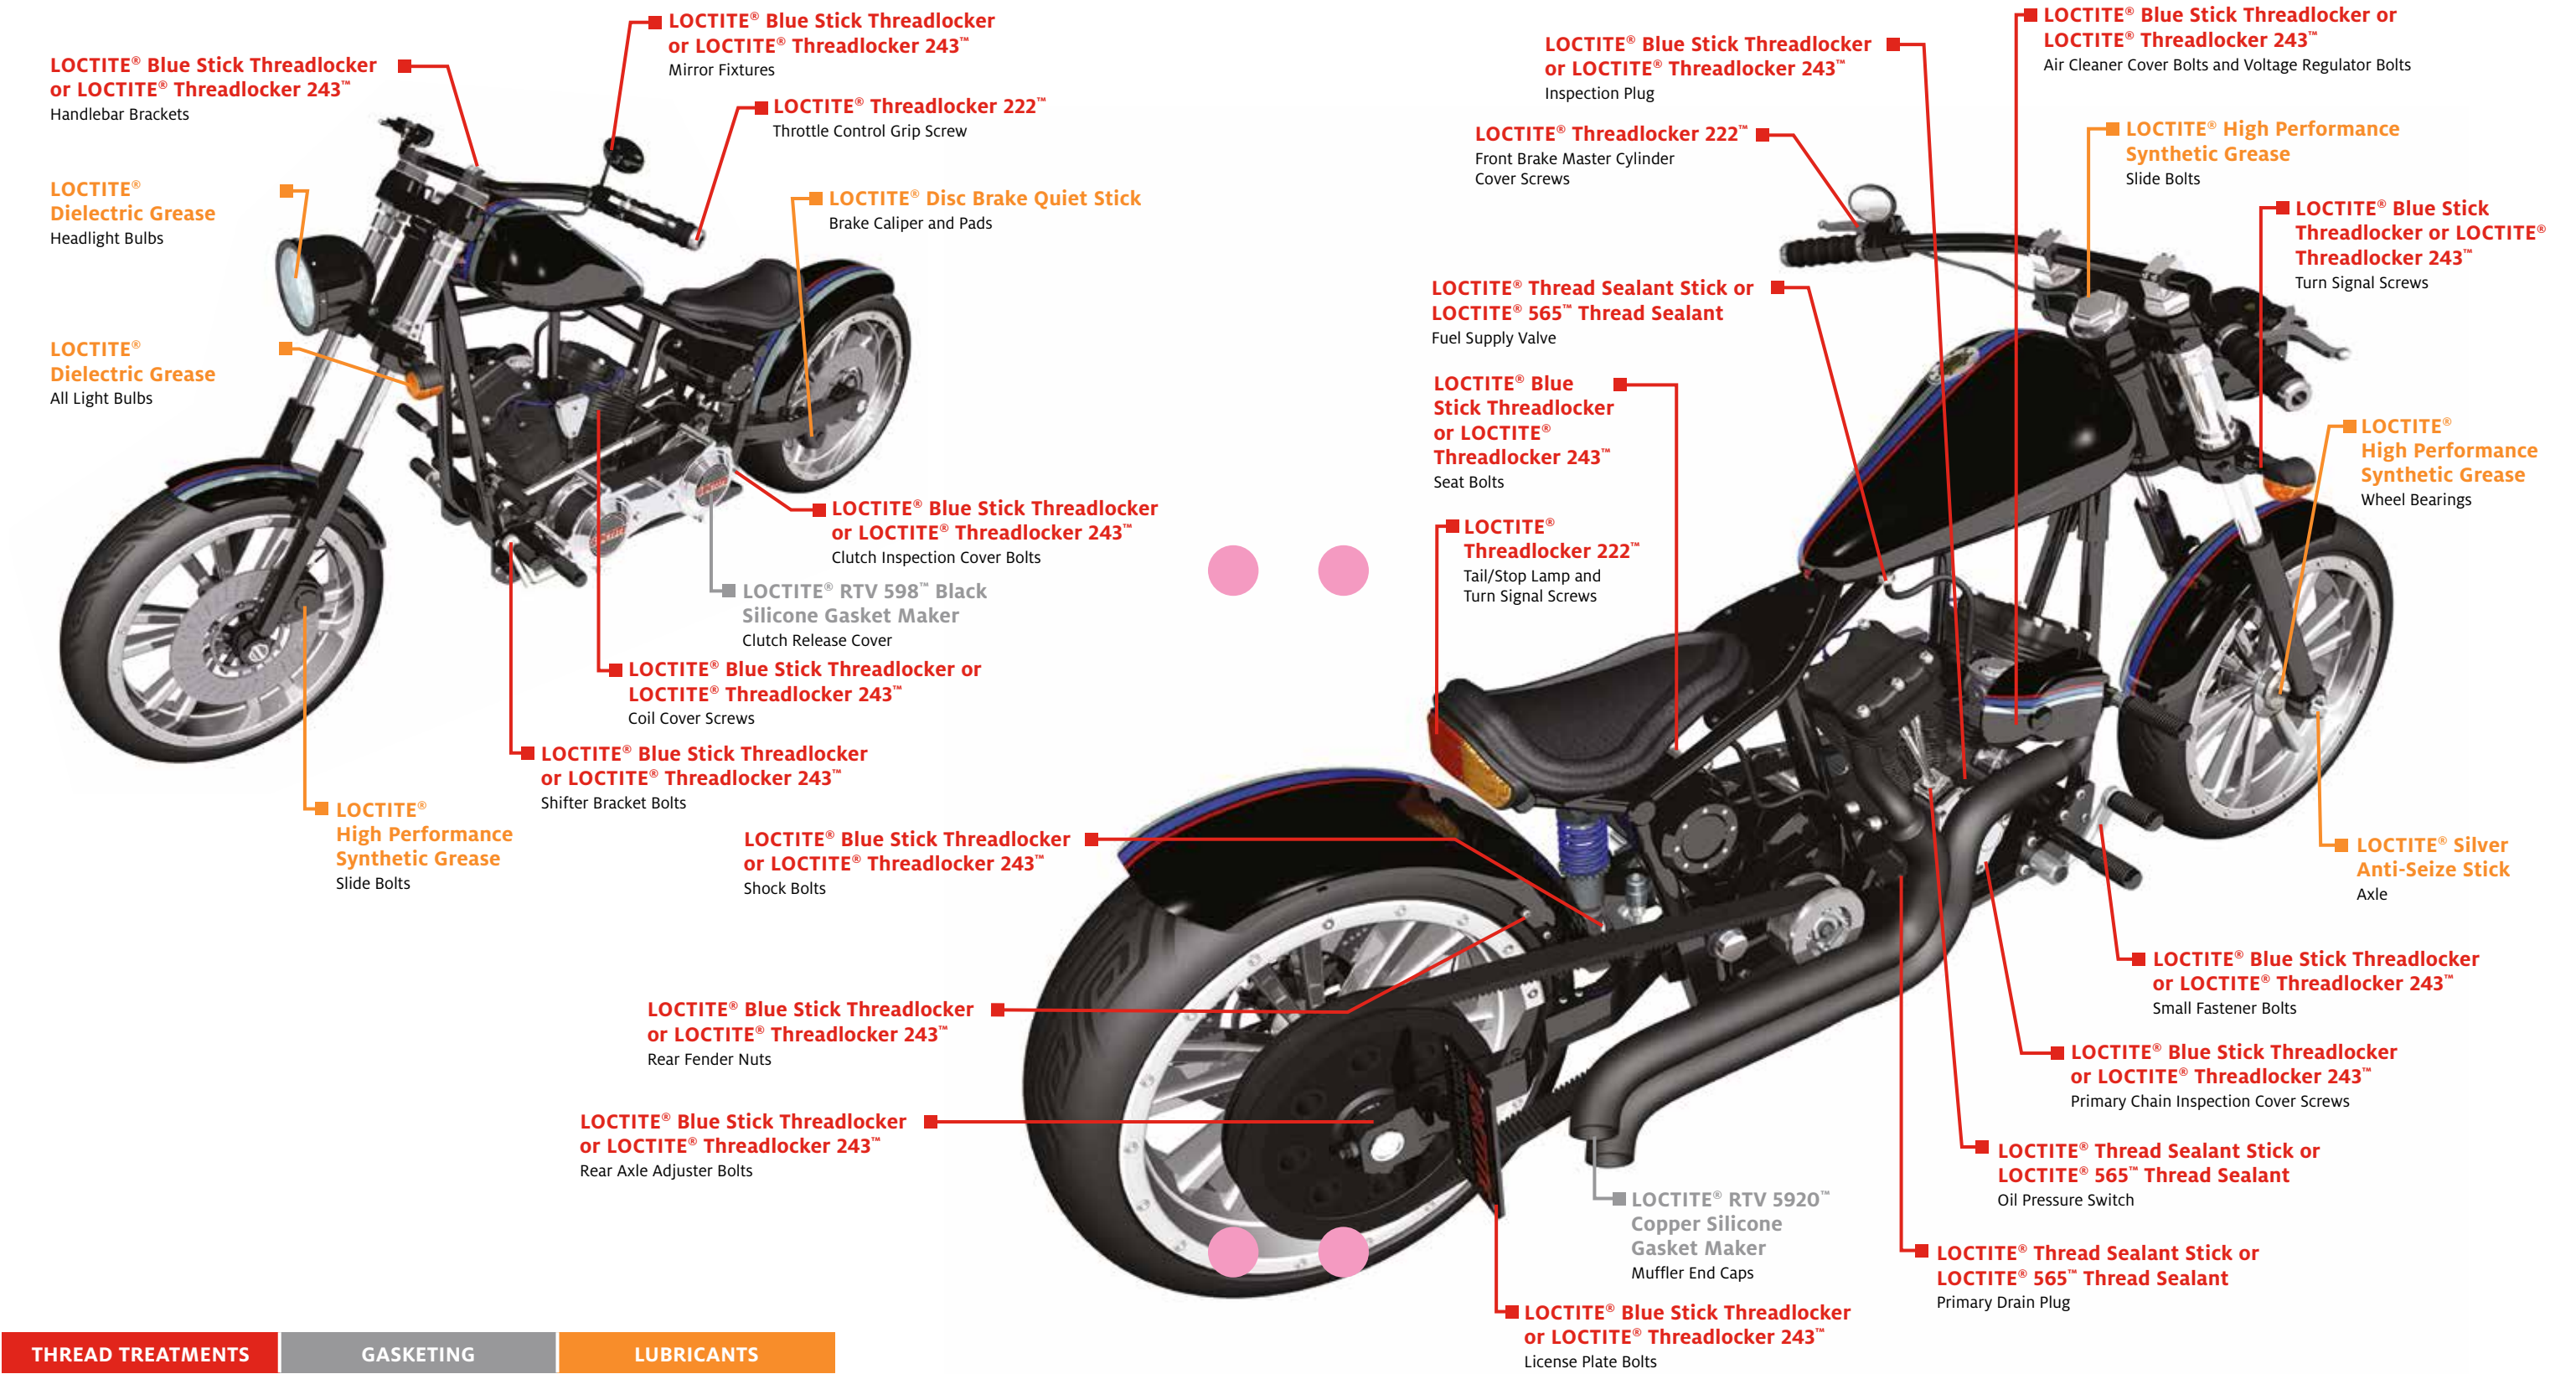 LOCTITE® Blue Stick Threadlocker
or LOCTITE® Threadlocker 243™
Handlebar Brackets
LOCTITE® Blue Stick Threadlocker
or LOCTITE® Threadlocker 243™
Mirror Fixtures
LOCTITE® Threadlocker 222™
Throttle Control Grip Screw
LOCTITE®
Dielectric Grease
Headlight Bulbs
LOCTITE® Disc Brake Quiet Stick
Brake Caliper and Pads
LOCTITE®
Dielectric Grease
All Light Bulbs
LOCTITE® Blue Stick Threadlocker
or LOCTITE® Threadlocker 243™
Clutch Inspection Cover Bolts
LOCTITE® RTV 598™ Black
Silicone Gasket Maker
Clutch Release Cover
LOCTITE® Blue Stick Threadlocker or
LOCTITE® Threadlocker 243™
Coil Cover Screws
LOCTITE® Blue Stick Threadlocker
or LOCTITE® Threadlocker 243™
Shifter Bracket Bolts
LOCTITE®
High Performance
Synthetic Grease
Slide Bolts
LOCTITE
LOCTITE
LOCTITE® Blue Stick Threadlocker
or LOCTITE® Threadlocker 243™
Inspection Plug
LOCTITE® Blue Stick Threadlocker or
LOCTITE® Threadlocker 243™
Air Cleaner Cover Bolts and Voltage Regulator Bolts
LOCTITE® Threadlocker 222™
Front Brake Master Cylinder
Cover Screws
LOCTITE® High Performance
Synthetic Grease
Slide Bolts
LOCTITE® Blue Stick
Threadlocker or LOCTITE®
Threadlocker 243™
Turn Signal Screws
LOCTITE® Thread Sealant Stick or
LOCTITE® 565™ Thread Sealant
Fuel Supply Valve
LOCTITE® Blue
Stick Threadlocker
or LOCTITE®
Threadlocker 243™
Seat Bolts
LOCTITE®
High Performance
Synthetic Grease
Wheel Bearings
LOCTITE®
Threadlocker 222™
Tail/Stop Lamp and
Turn Signal Screws
LOCTITE® Blue Stick Threadlocker
or LOCTITE® Threadlocker 243™
Shock Bolts
LOCTITE® Silver
Anti-Seize Stick
Axle
LOCTITE® Blue Stick Threadlocker
or LOCTITE® Threadlocker 243™
Small Fastener Bolts
LOCTITE® Blue Stick Threadlocker
or LOCTITE® Threadlocker 243™
Rear Fender Nuts
LOCTITE® Blue Stick Threadlocker
or LOCTITE® Threadlocker 243™
Primary Chain Inspection Cover Screws
LOCTITE® Blue Stick Threadlocker
or LOCTITE® Threadlocker 243™
Rear Axle Adjuster Bolts
LOCTITE® Thread Sealant Stick or
LOCTITE® 565™ Thread Sealant
Oil Pressure Switch
LOCTITE® RTV 5920™
Copper Silicone
Gasket Maker
Muffler End Caps
LOCTITE® Thread Sealant Stick or
LOCTITE® 565™ Thread Sealant
Primary Drain Plug
LOCTITE® Blue Stick Threadlocker
or LOCTITE® Threadlocker 243™
License Plate Bolts
THREAD TREATMENTS
GASKETING
LUBRICANTS